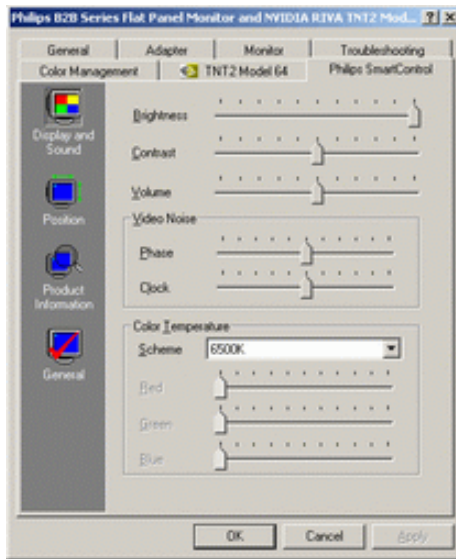 Philips B2B Series Flat Panel Monitor and NVIDIA RIVA TNT2 Mod...
General Adapter Monitor Troubleshooting
Color Management TNT2 Model 64 Philips SmartControl
Display and
Sound
Position
Product
Information
General
Brightness
Contrast
Volume
Video Noise
Phase
Clock
Color Temperature
Scheme 6500K
Red
Green
Blue
OK Cancel Apply